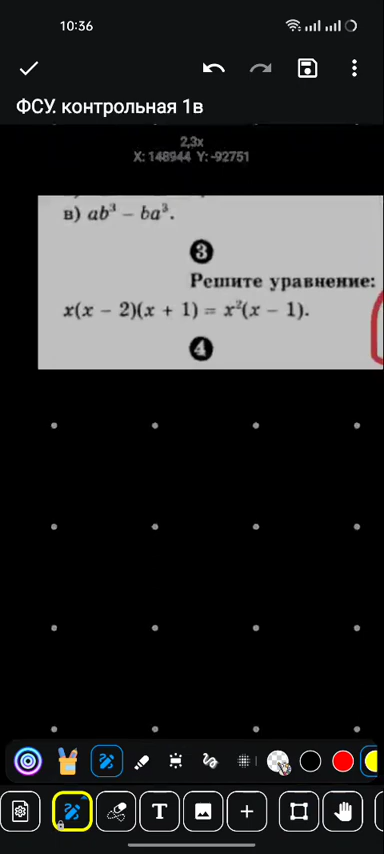 10:36
ФСУ. контрольная 1в
2,3x
X: 148944 Y: -92751
в) ab³ − ba³.
3
Решите уравнение:
x(x − 2)(x + 1) = x²(x − 1).
4
T